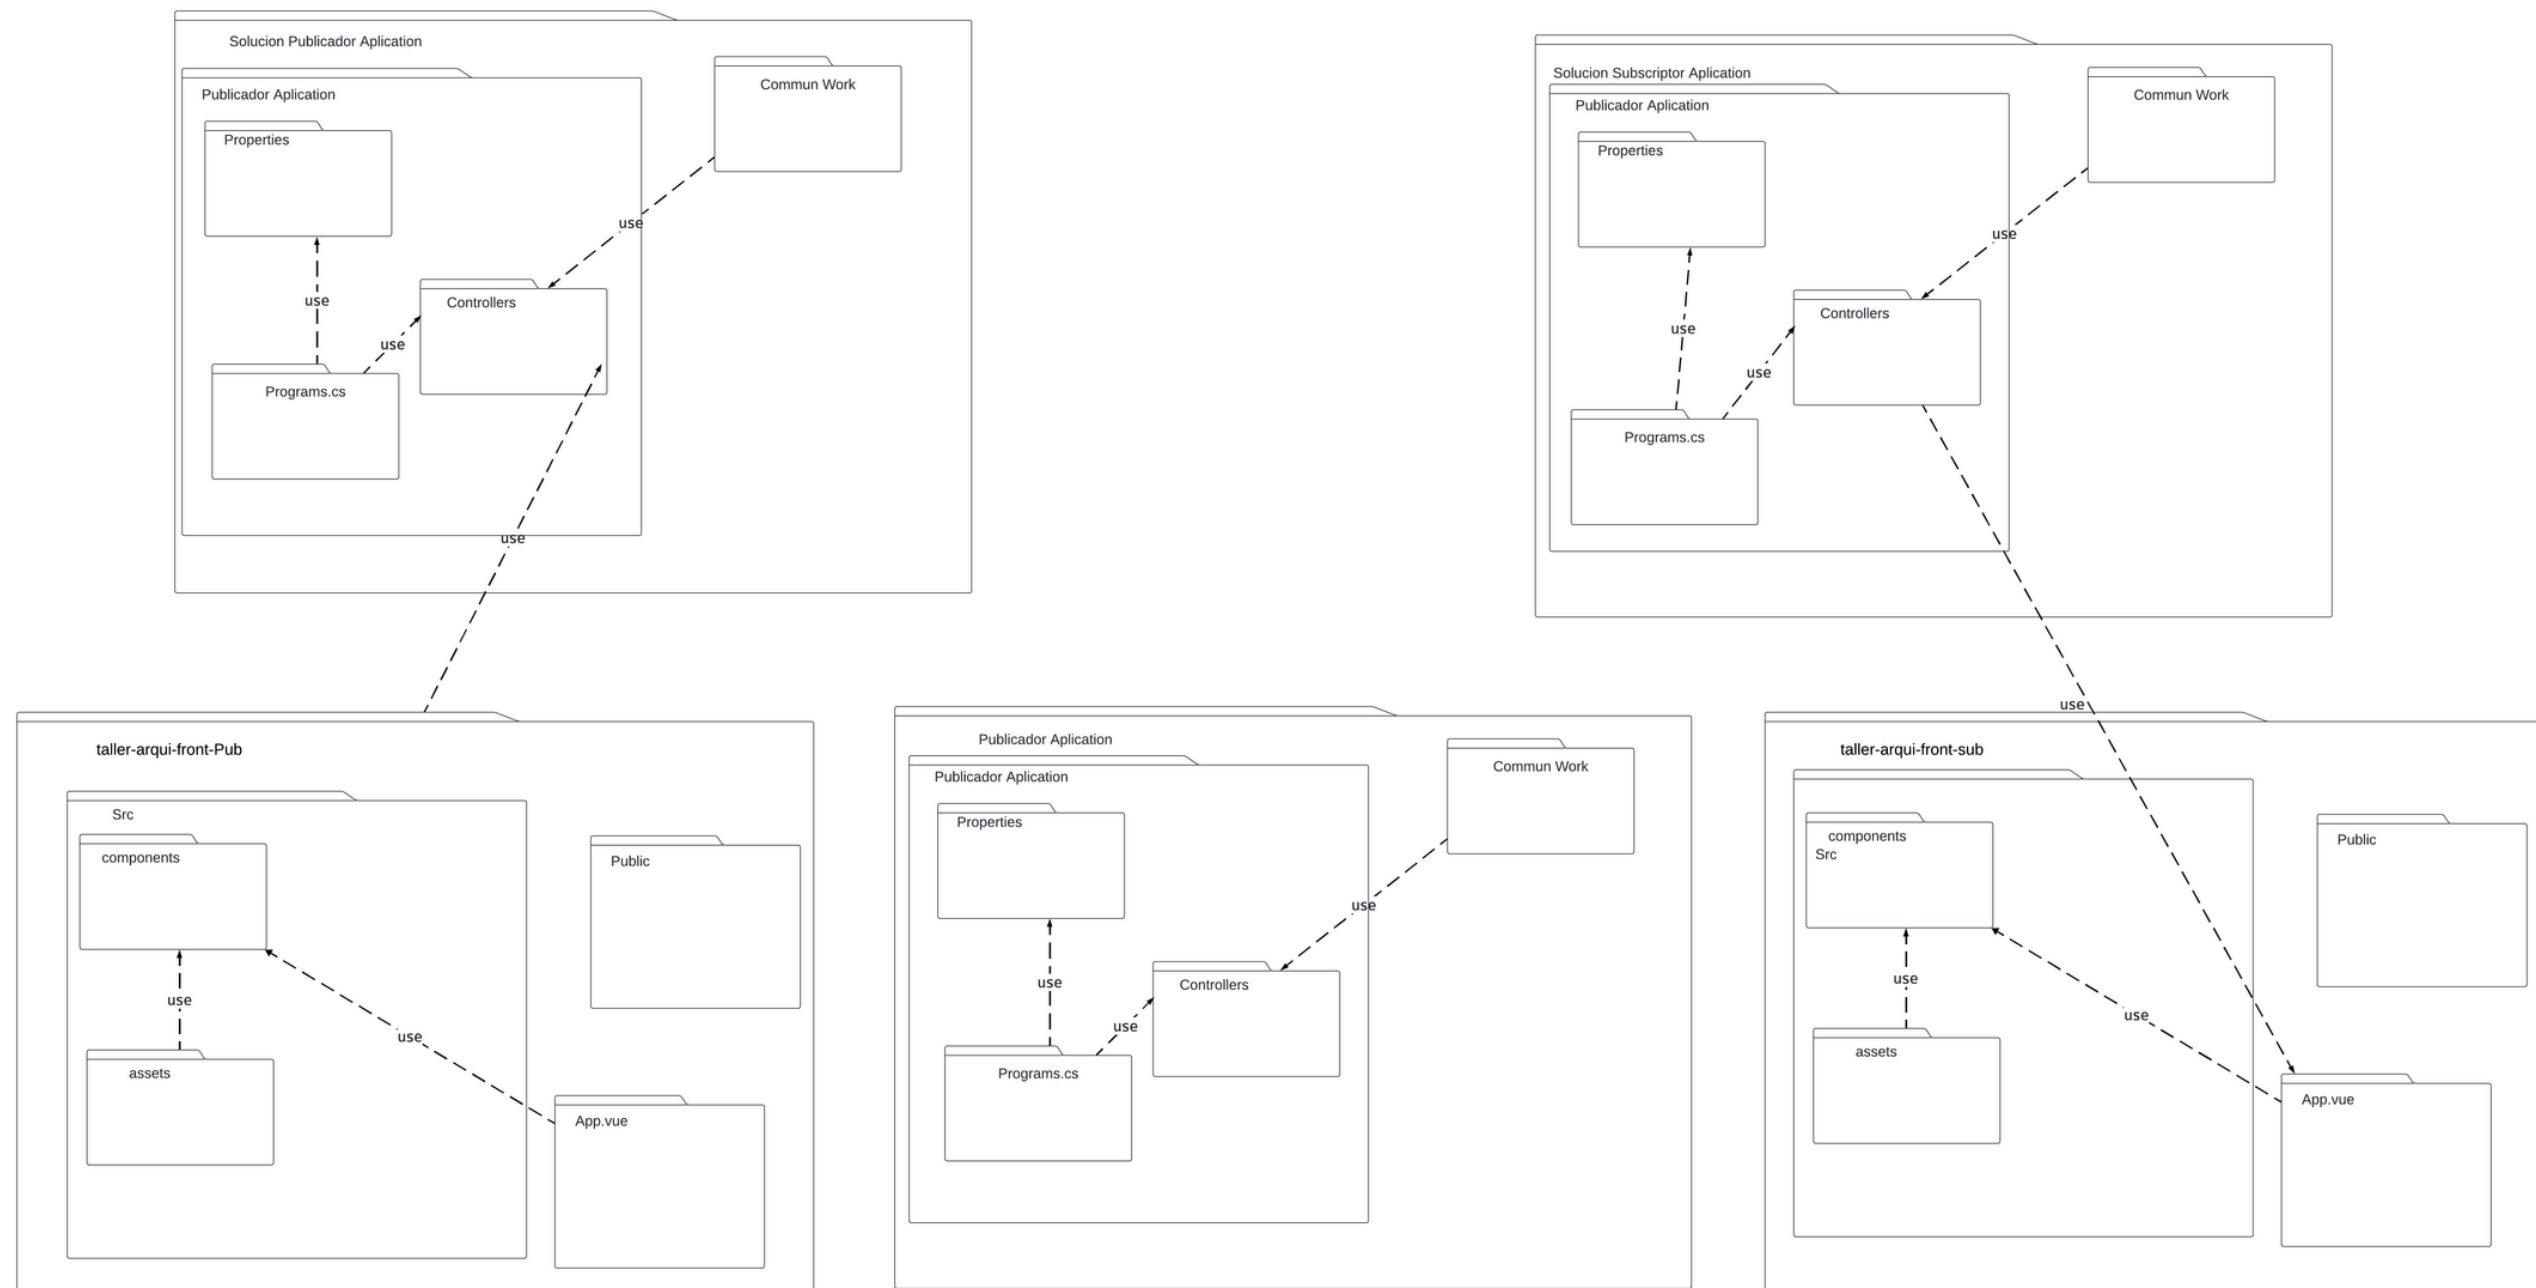 Solucion Publicador Aplication
Publicador Aplication
Properties
Commun Work
use
use
Controllers
use
Programs.cs
use
Solucion Subscriptor Aplication
Publicador Aplication
Properties
Commun Work
use
Controllers
use
use
Programs.cs
use
taller-arqui-front-Pub
Src
components
Public
use
use
assets
App.vue
Publicador Aplication
Publicador Aplication
Properties
Commun Work
use
use
Controllers
use
Programs.cs
taller-arqui-front-sub
components
Src
Public
use
use
assets
App.vue